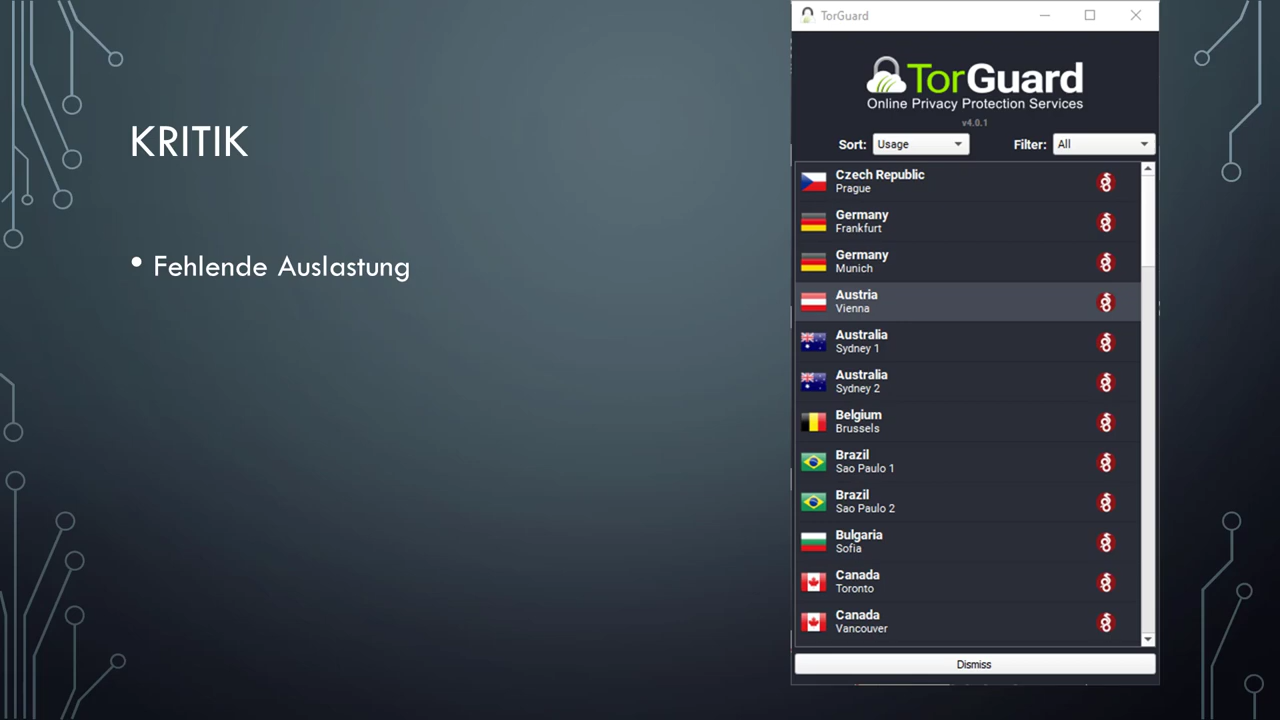 KRITIK
• Fehlende Auslastung
TorGuard
TorGuard
Online Privacy Protection Services
v4.0.1
Sort: Usage Filter: All
Czech Republic
Prague
Germany
Frankfurt
Germany
Munich
Austria
Vienna
Australia
Sydney 1
Australia
Sydney 2
Belgium
Brussels
Brazil
Sao Paulo 1
Brazil
Sao Paulo 2
Bulgaria
Sofia
Canada
Toronto
Canada
Vancouver
Dismiss